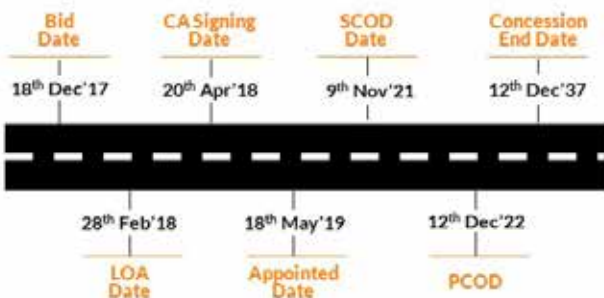 Bid
Date
CA Signing
Date
SCOD
Date
Concession
End Date
18th Dec'17
20th Apr'18
9th Nov'21
12th Dec'37
28th Feb'18
18th May'19
12th Dec'22
LOA
Date
Appointed
Date
PCOD